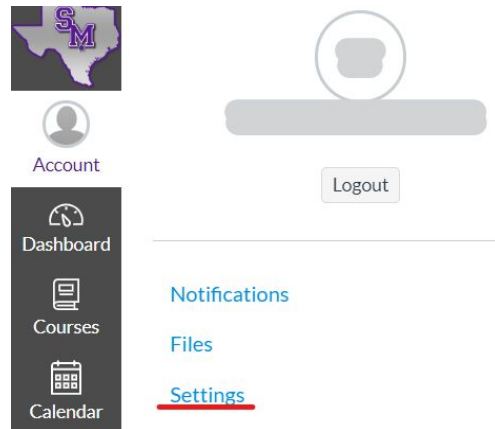 SM
Account
Dashboard
Courses
Calendar
Logout
Notifications
Files
Settings